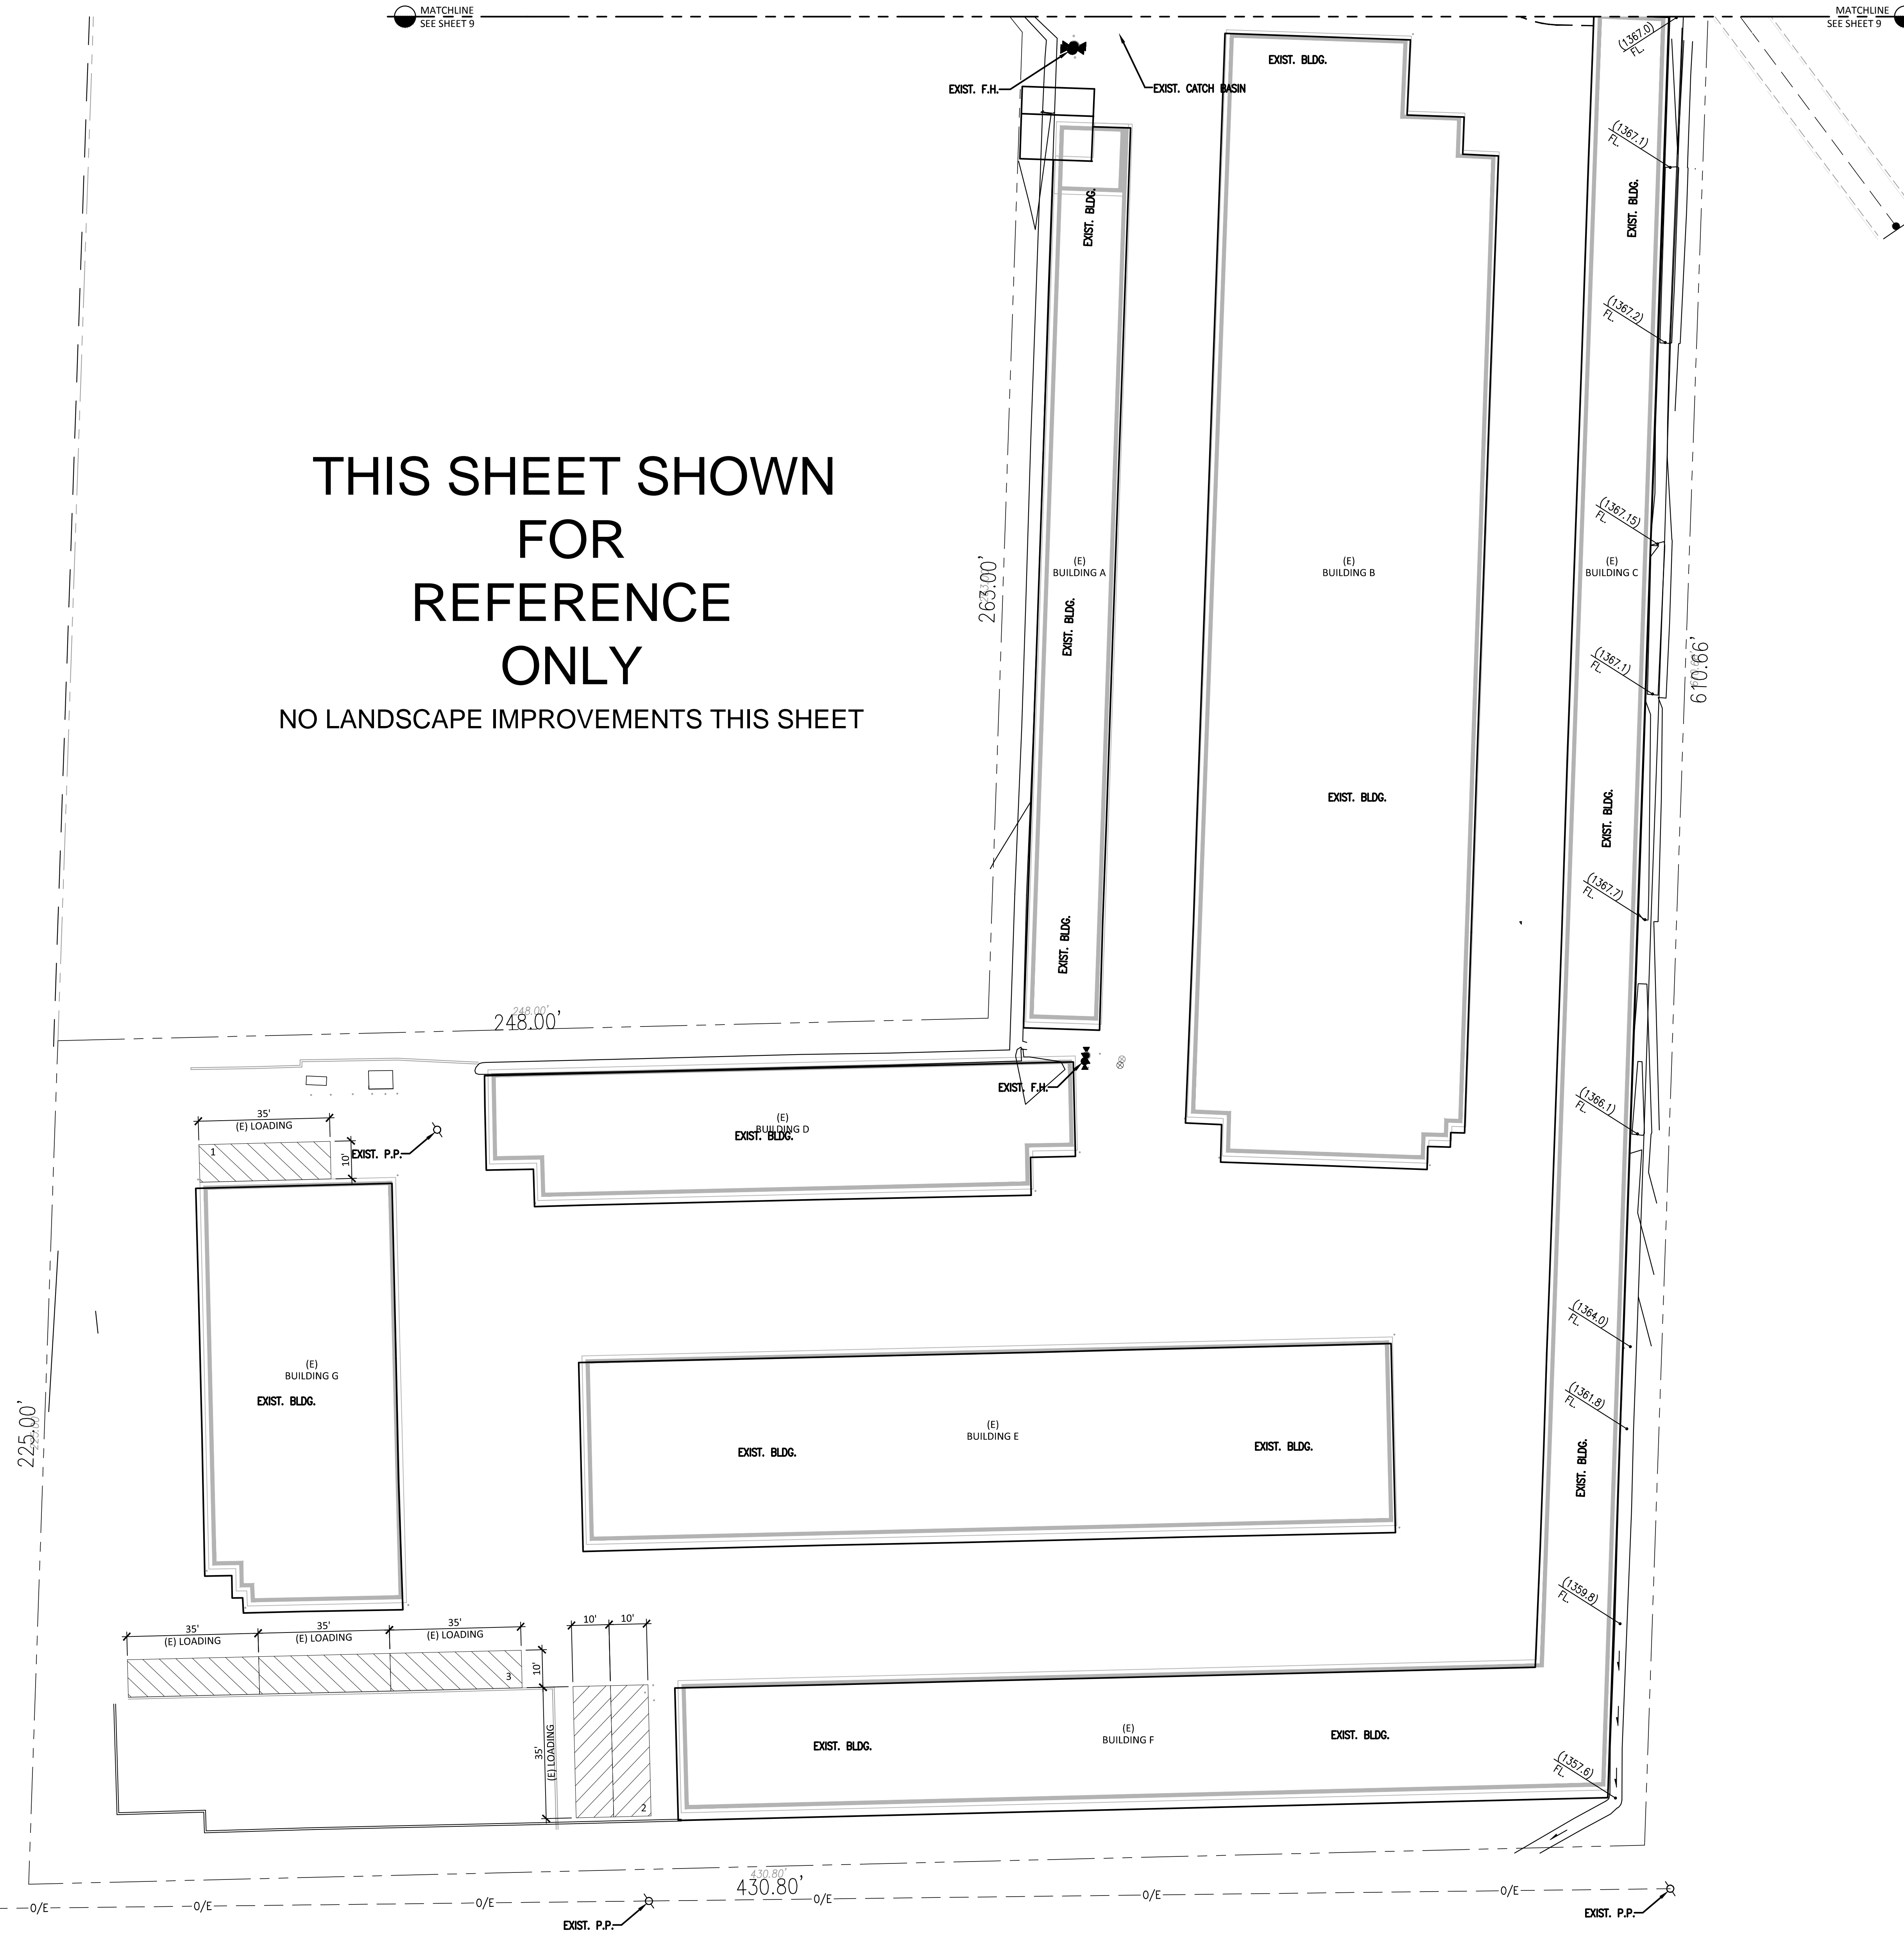 MATCHLINE
SEE SHEET 9
MATCHLINE
SEE SHEET 9
EXIST. F.H.
EXIST. CATCH BASIN
EXIST. BLDG.
(1367.0)
FL.
(1367.1)
FL.
EXIST. BLDG.
EXIST. BLDG.
(1367.2)
FL.
THIS SHEET SHOWN
FOR
REFERENCE
ONLY
NO LANDSCAPE IMPROVEMENTS THIS SHEET
263.00'
(E)
BUILDING A
EXIST. BLDG.
(E)
BUILDING B
(1367.15)
FL.
(E)
BUILDING C
(1367.1)
FL.
610.66'
EXIST. BLDG.
EXIST. BLDG.
(1367.7)
FL.
EXIST. BLDG.
248.00'
248.00'
EXIST. F.H.
(1366.1)
FL.
35'
(E) LOADING
1
10'
EXIST. P.P.
(E)
BUILDING D
EXIST. BLDG.
(1364.0)
FL.
(E)
BUILDING G
EXIST. BLDG.
225.00'
225.00'
(E)
BUILDING E
EXIST. BLDG.
EXIST. BLDG.
(1361.8)
FL.
EXIST. BLDG.
(1359.8)
FL.
35'
(E) LOADING
35'
(E) LOADING
35'
(E) LOADING
3
10'
10'
10'
35'
(E) LOADING
2
EXIST. BLDG.
(E)
BUILDING F
EXIST. BLDG.
(1357.6)
FL.
430.80'
430.80'
O/E
O/E
O/E
O/E
O/E
O/E
EXIST. P.P.
EXIST. P.P.